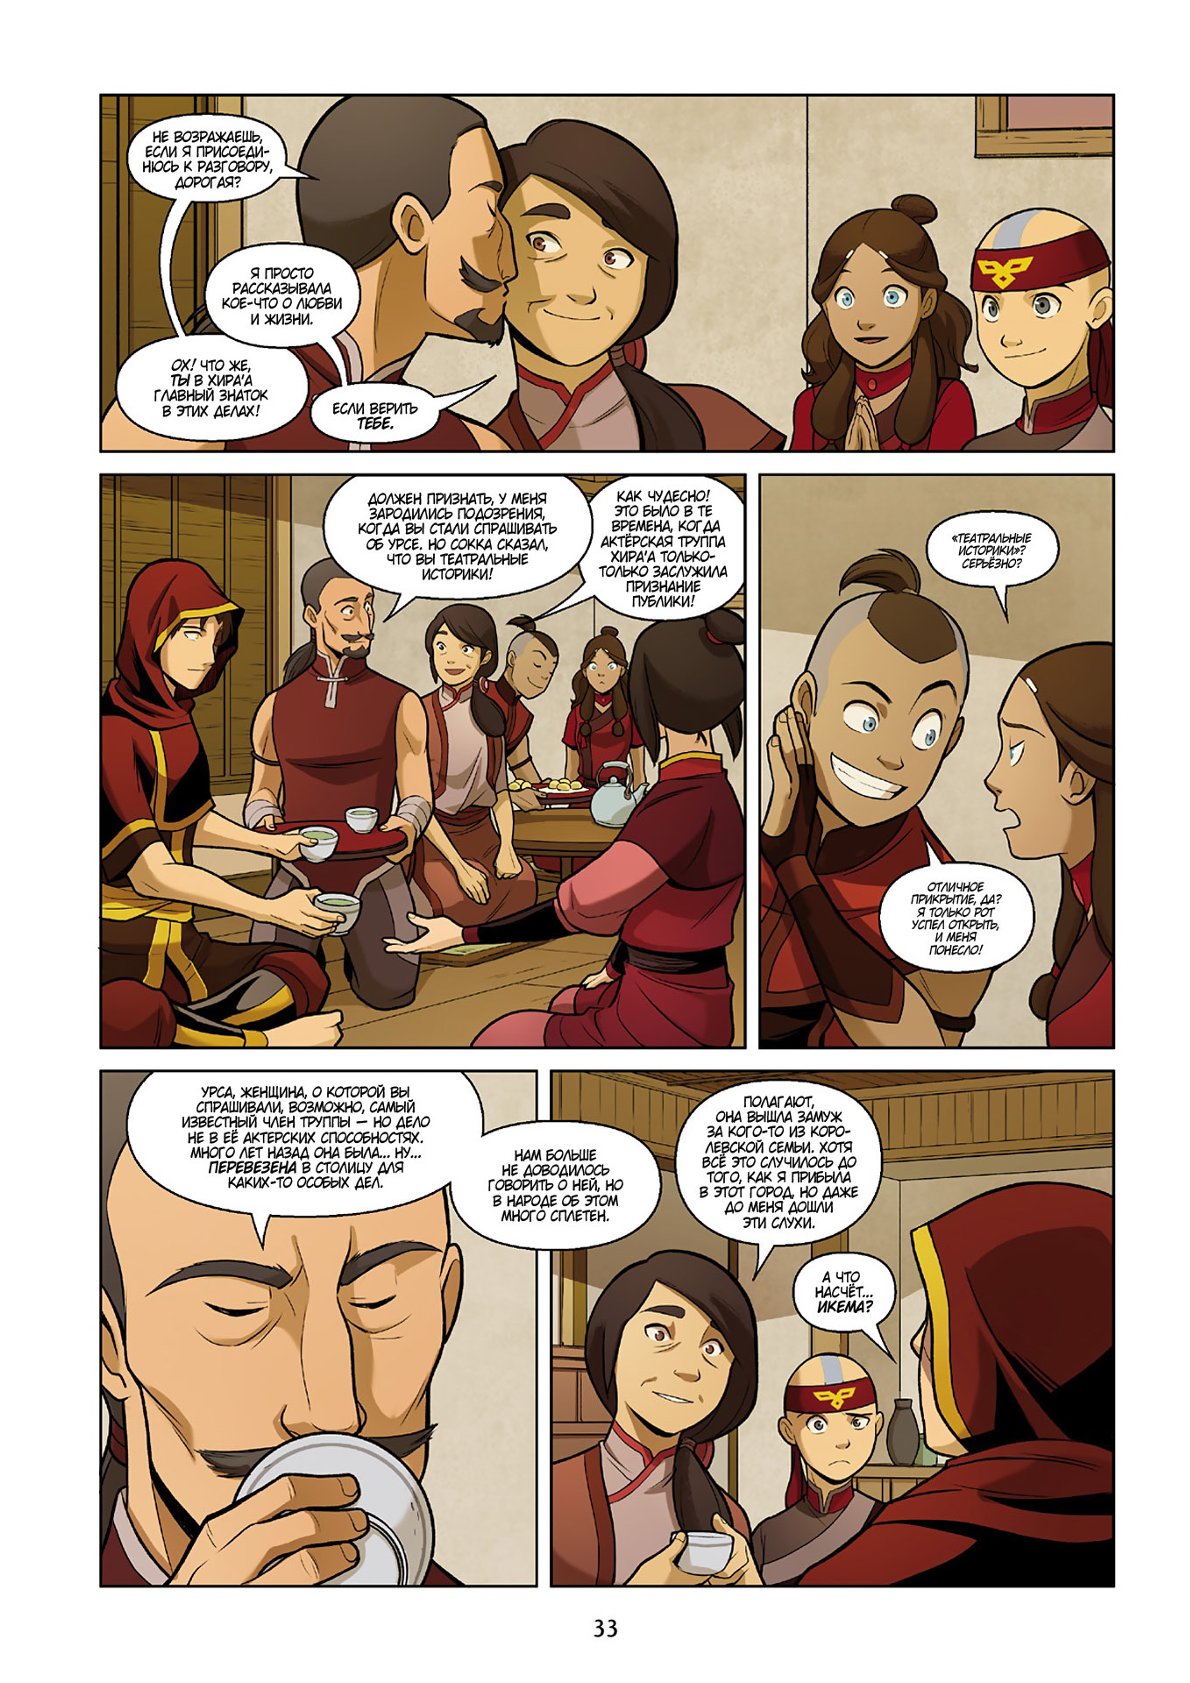 НЕ ВОЗРАЖАЕШЬ,
ЕСЛИ Я ПРИСОЕДИ-
НЮСЬ К РАЗГОВОРУ,
ДОРОГАЯ?
Я ПРОСТО
РАССКАЗЫВАЛА
КОЕ-ЧТО О ЛЮБВИ
И ЖИЗНИ.
ОХ! ЧТО ЖЕ,
ТЫ В ХИРА'А
ГЛАВНЫЙ ЗНАТОК
В ЭТИХ ДЕЛАХ!
ЕСЛИ ВЕРИТЬ
ТЕБЕ.
ДОЛЖЕН ПРИЗНАТЬ, У МЕНЯ
ЗАРОДИЛИСЬ ПОДОЗРЕНИЯ,
КОГДА ВЫ СТАЛИ СПРАШИВАТЬ
ОБ УРСЕ. НО СОККА СКАЗАЛ,
ЧТО ВЫ ТЕАТРАЛЬНЫЕ
ИСТОРИКИ!
КАК ЧУДЕСНО!
ЭТО БЫЛО В ТЕ
ВРЕМЕНА, КОГДА
АКТЁРСКАЯ ТРУППА
ХИРА'А ТОЛЬКО-
ТОЛЬКО ЗАСЛУЖИЛА
ПРИЗНАНИЕ
ПУБЛИКИ!
«ТЕАТРАЛЬНЫЕ
ИСТОРИКИ»?
СЕРЬЁЗНО?
ОТЛИЧНОЕ
ПРИКРЫТИЕ, ДА?
Я ТОЛЬКО РОТ
УСПЕЛ ОТКРЫТЬ,
И МЕНЯ
ПОНЕСЛО!
УРСА, ЖЕНЩИНА, О КОТОРОЙ ВЫ
СПРАШИВАЛИ, ВОЗМОЖНО, САМЫЙ
ИЗВЕСТНЫЙ ЧЛЕН ТРУППЫ — НО ДЕЛО
НЕ В ЕЁ АКТЕРСКИХ СПОСОБНОСТЯХ.
МНОГО ЛЕТ НАЗАД ОНА БЫЛА... НУ...
ПЕРЕВЕЗЕНА В СТОЛИЦУ ДЛЯ
КАКИХ-ТО ОСОБЫХ ДЕЛ.
НАМ БОЛЬШЕ
НЕ ДОВОДИЛОСЬ
ГОВОРИТЬ О НЕЙ, НО
В НАРОДЕ ОБ ЭТОМ
МНОГО СПЛЕТЕН.
ПОЛАГАЮТ,
ОНА ВЫШЛА ЗАМУЖ
ЗА КОГО-ТО ИЗ КОРО-
ЛЕВСКОЙ СЕМЬИ. ХОТЯ
ВСЁ ЭТО СЛУЧИЛОСЬ ДО
ТОГО, КАК Я ПРИБЫЛА
В ЭТОТ ГОРОД, НО ДАЖЕ
ДО МЕНЯ ДОШЛИ
ЭТИ СЛУХИ.
А ЧТО
НАСЧЁТ...
ИКЕМА?
33